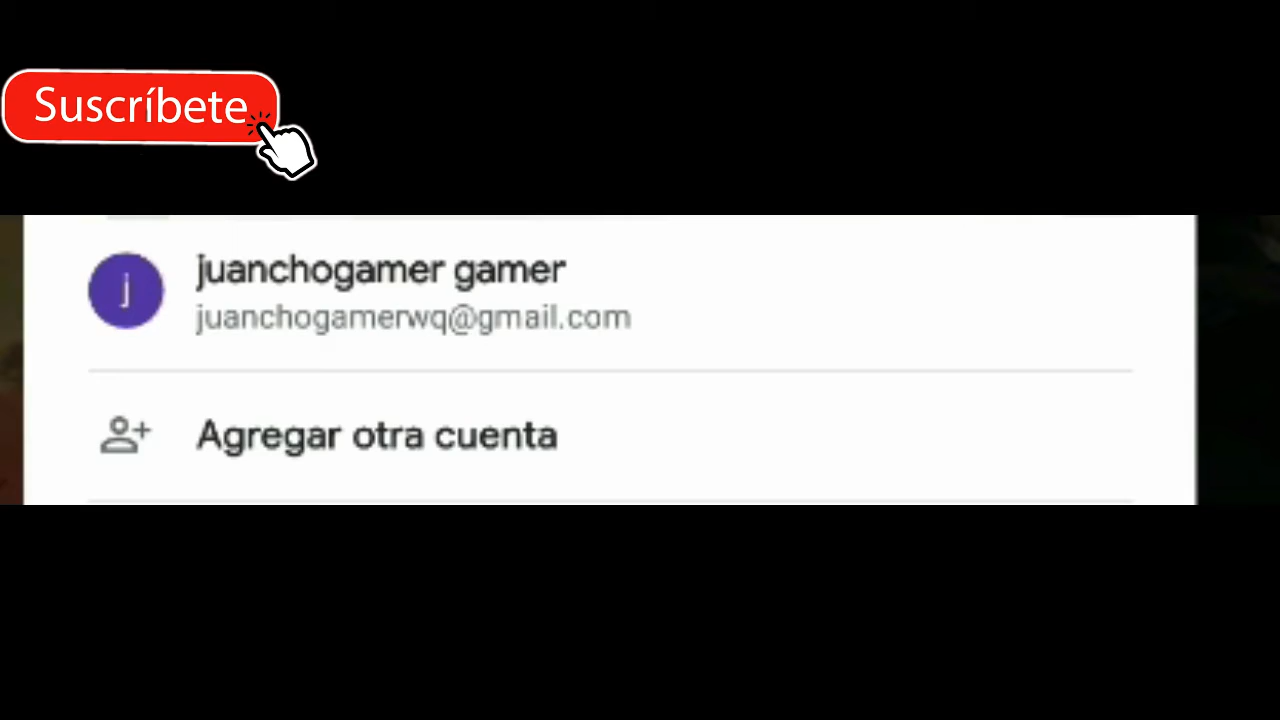 Suscríbete
j
juanchogamer gamer
juanchogamerwq@gmail.com
Agregar otra cuenta